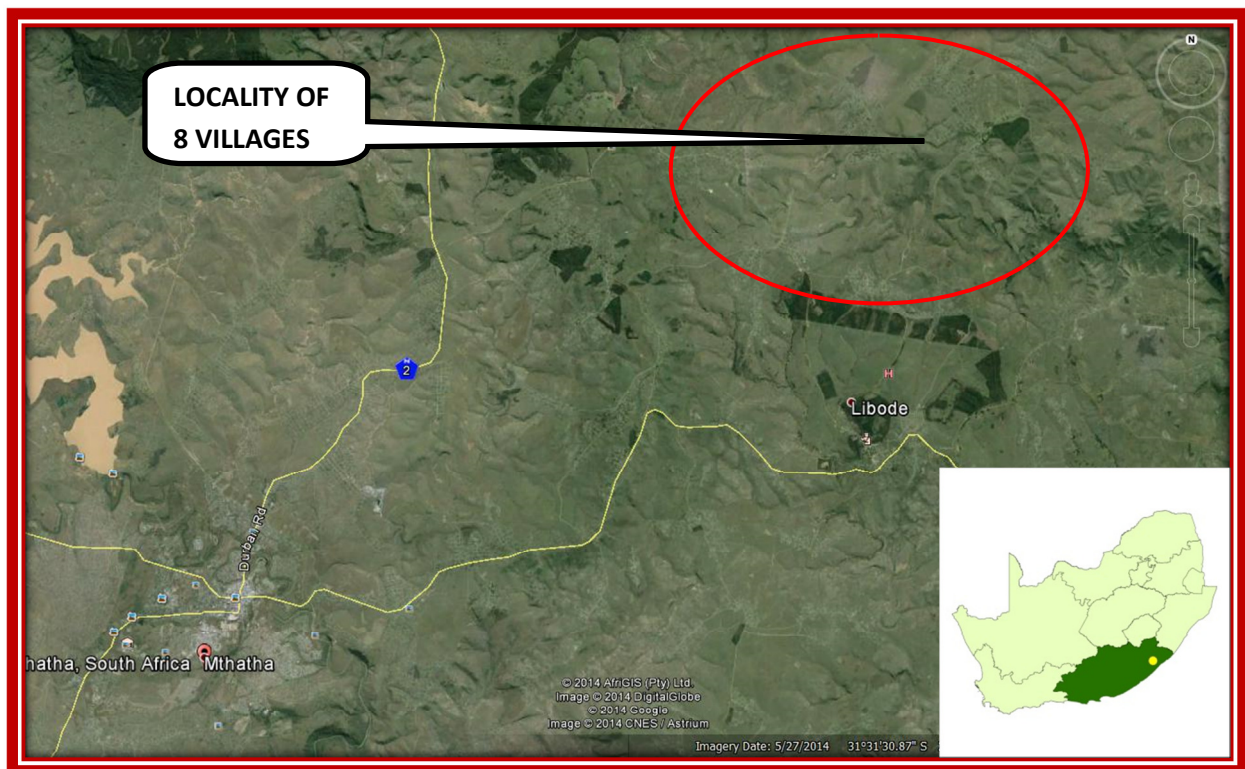 LOCALITY OF
8 VILLAGES
N
2
H
Libode
Durban Rd
hatha, South Africa
Mthatha
© 2014 AfriGIS (Pty) Ltd.
Image © 2014 DigitalGlobe
© 2014 Google
Image © 2014 CNES / Astrium
Imagery Date: 5/27/2014 31°31'30.87" S